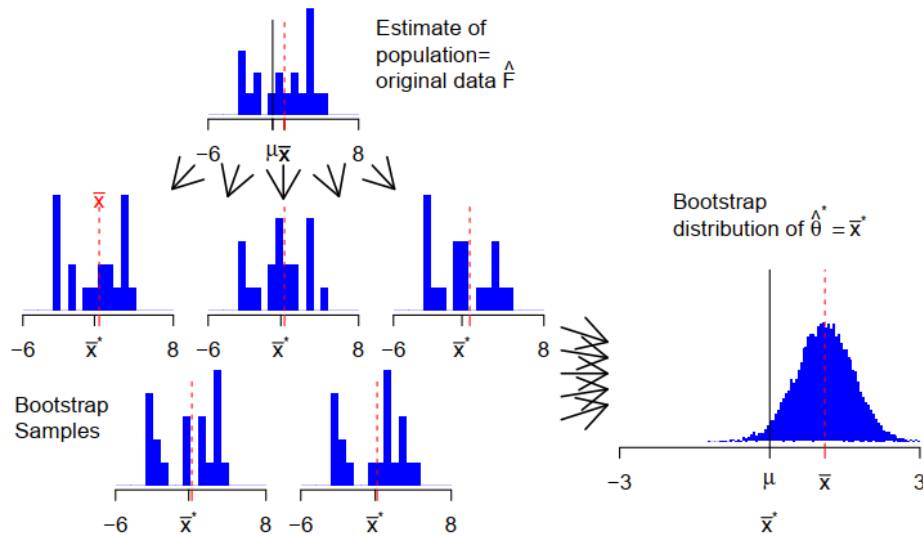 Estimate of
population=
original data F̂
−6 μ x̄ 8
x̄
−6 x̄* 8
−6 x̄* 8
−6 x̄* 8
Bootstrap
Samples
−6 x̄* 8
−6 x̄* 8
Bootstrap
distribution of θ̂* = x̄*
−3 μ x̄ 3
x̄*